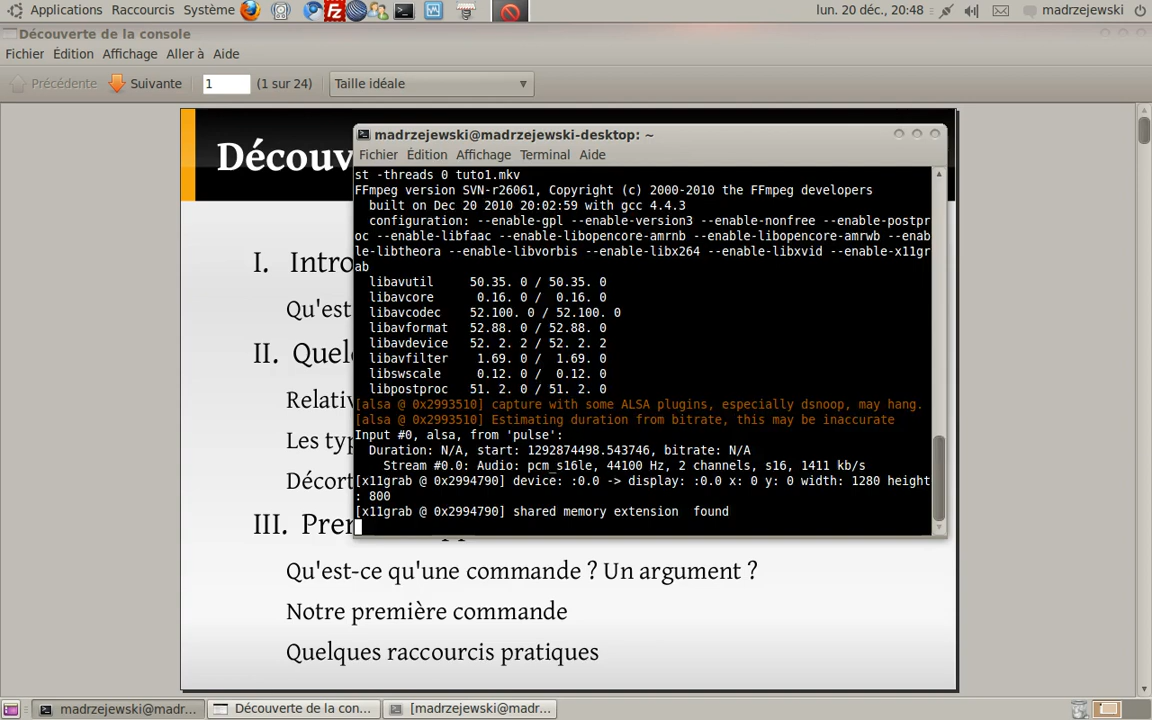 Applications Raccourcis Système lun. 20 déc., 20:48 madrzejewski
Découverte de la console
Fichier Édition Affichage Aller à Aide
Précédente Suivante 1 (1 sur 24) Taille idéale
Découv
I. Intro
Qu'est
II. Quel
Relativ
Les typ
Décort
III. Pren
madrzejewski@madrzejewski-desktop: ~
Fichier Édition Affichage Terminal Aide
st -threads 0 tuto1.mkv
FFmpeg version SVN-r26061, Copyright (c) 2000-2010 the FFmpeg developers
built on Dec 20 2010 20:02:59 with gcc 4.4.3
configuration: --enable-gpl --enable-version3 --enable-nonfree --enable-postpr
oc --enable-libfaac --enable-libopencore-amrnb --enable-libopencore-amrwb --enab
le-libtheora --enable-libvorbis --enable-libx264 --enable-libxvid --enable-x11gr
ab
libavutil 50.35. 0 / 50.35. 0
libavcore 0.16. 0 / 0.16. 0
libavcodec 52.100. 0 / 52.100. 0
libavformat 52.88. 0 / 52.88. 0
libavdevice 52. 2. 2 / 52. 2. 2
libavfilter 1.69. 0 / 1.69. 0
libswscale 0.12. 0 / 0.12. 0
libpostproc 51. 2. 0 / 51. 2. 0
[alsa @ 0x2993510] capture with some ALSA plugins, especially dsnoop, may hang.
[alsa @ 0x2993510] Estimating duration from bitrate, this may be inaccurate
Input #0, alsa, from 'pulse':
Duration: N/A, start: 1292874498.543746, bitrate: N/A
Stream #0.0: Audio: pcm_s16le, 44100 Hz, 2 channels, s16, 1411 kb/s
[x11grab @ 0x2994790] device: :0.0 -> display: :0.0 x: 0 y: 0 width: 1280 height
: 800
[x11grab @ 0x2994790] shared memory extension found
Qu'est-ce qu'une commande ? Un argument ?
Notre première commande
Quelques raccourcis pratiques
madrzejewski@madr... Découverte de la con... [madrzejewski@madr...